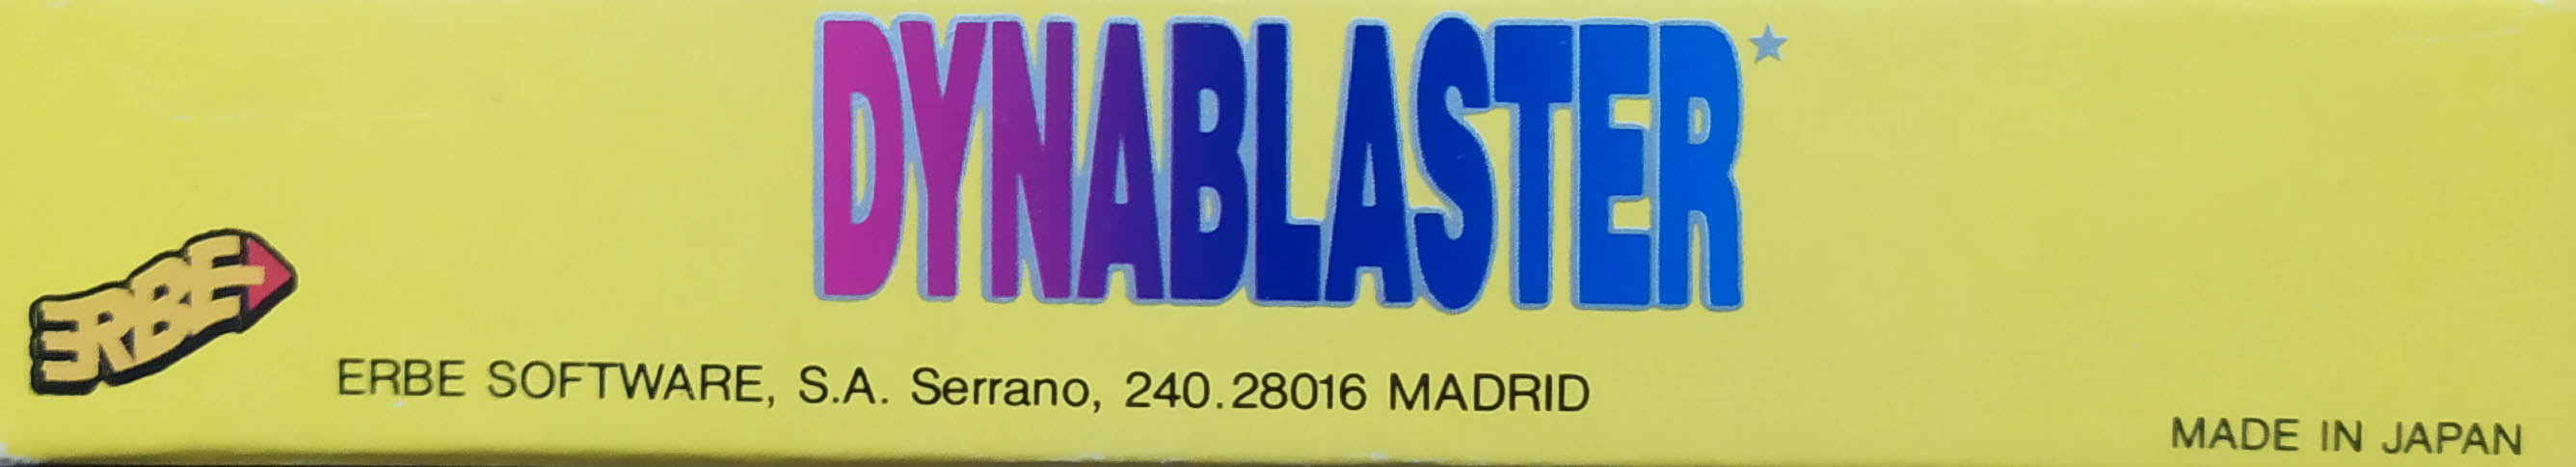 DYNABLASTER★
ERBE
ERBE SOFTWARE, S.A. Serrano, 240.28016 MADRID
MADE IN JAPAN